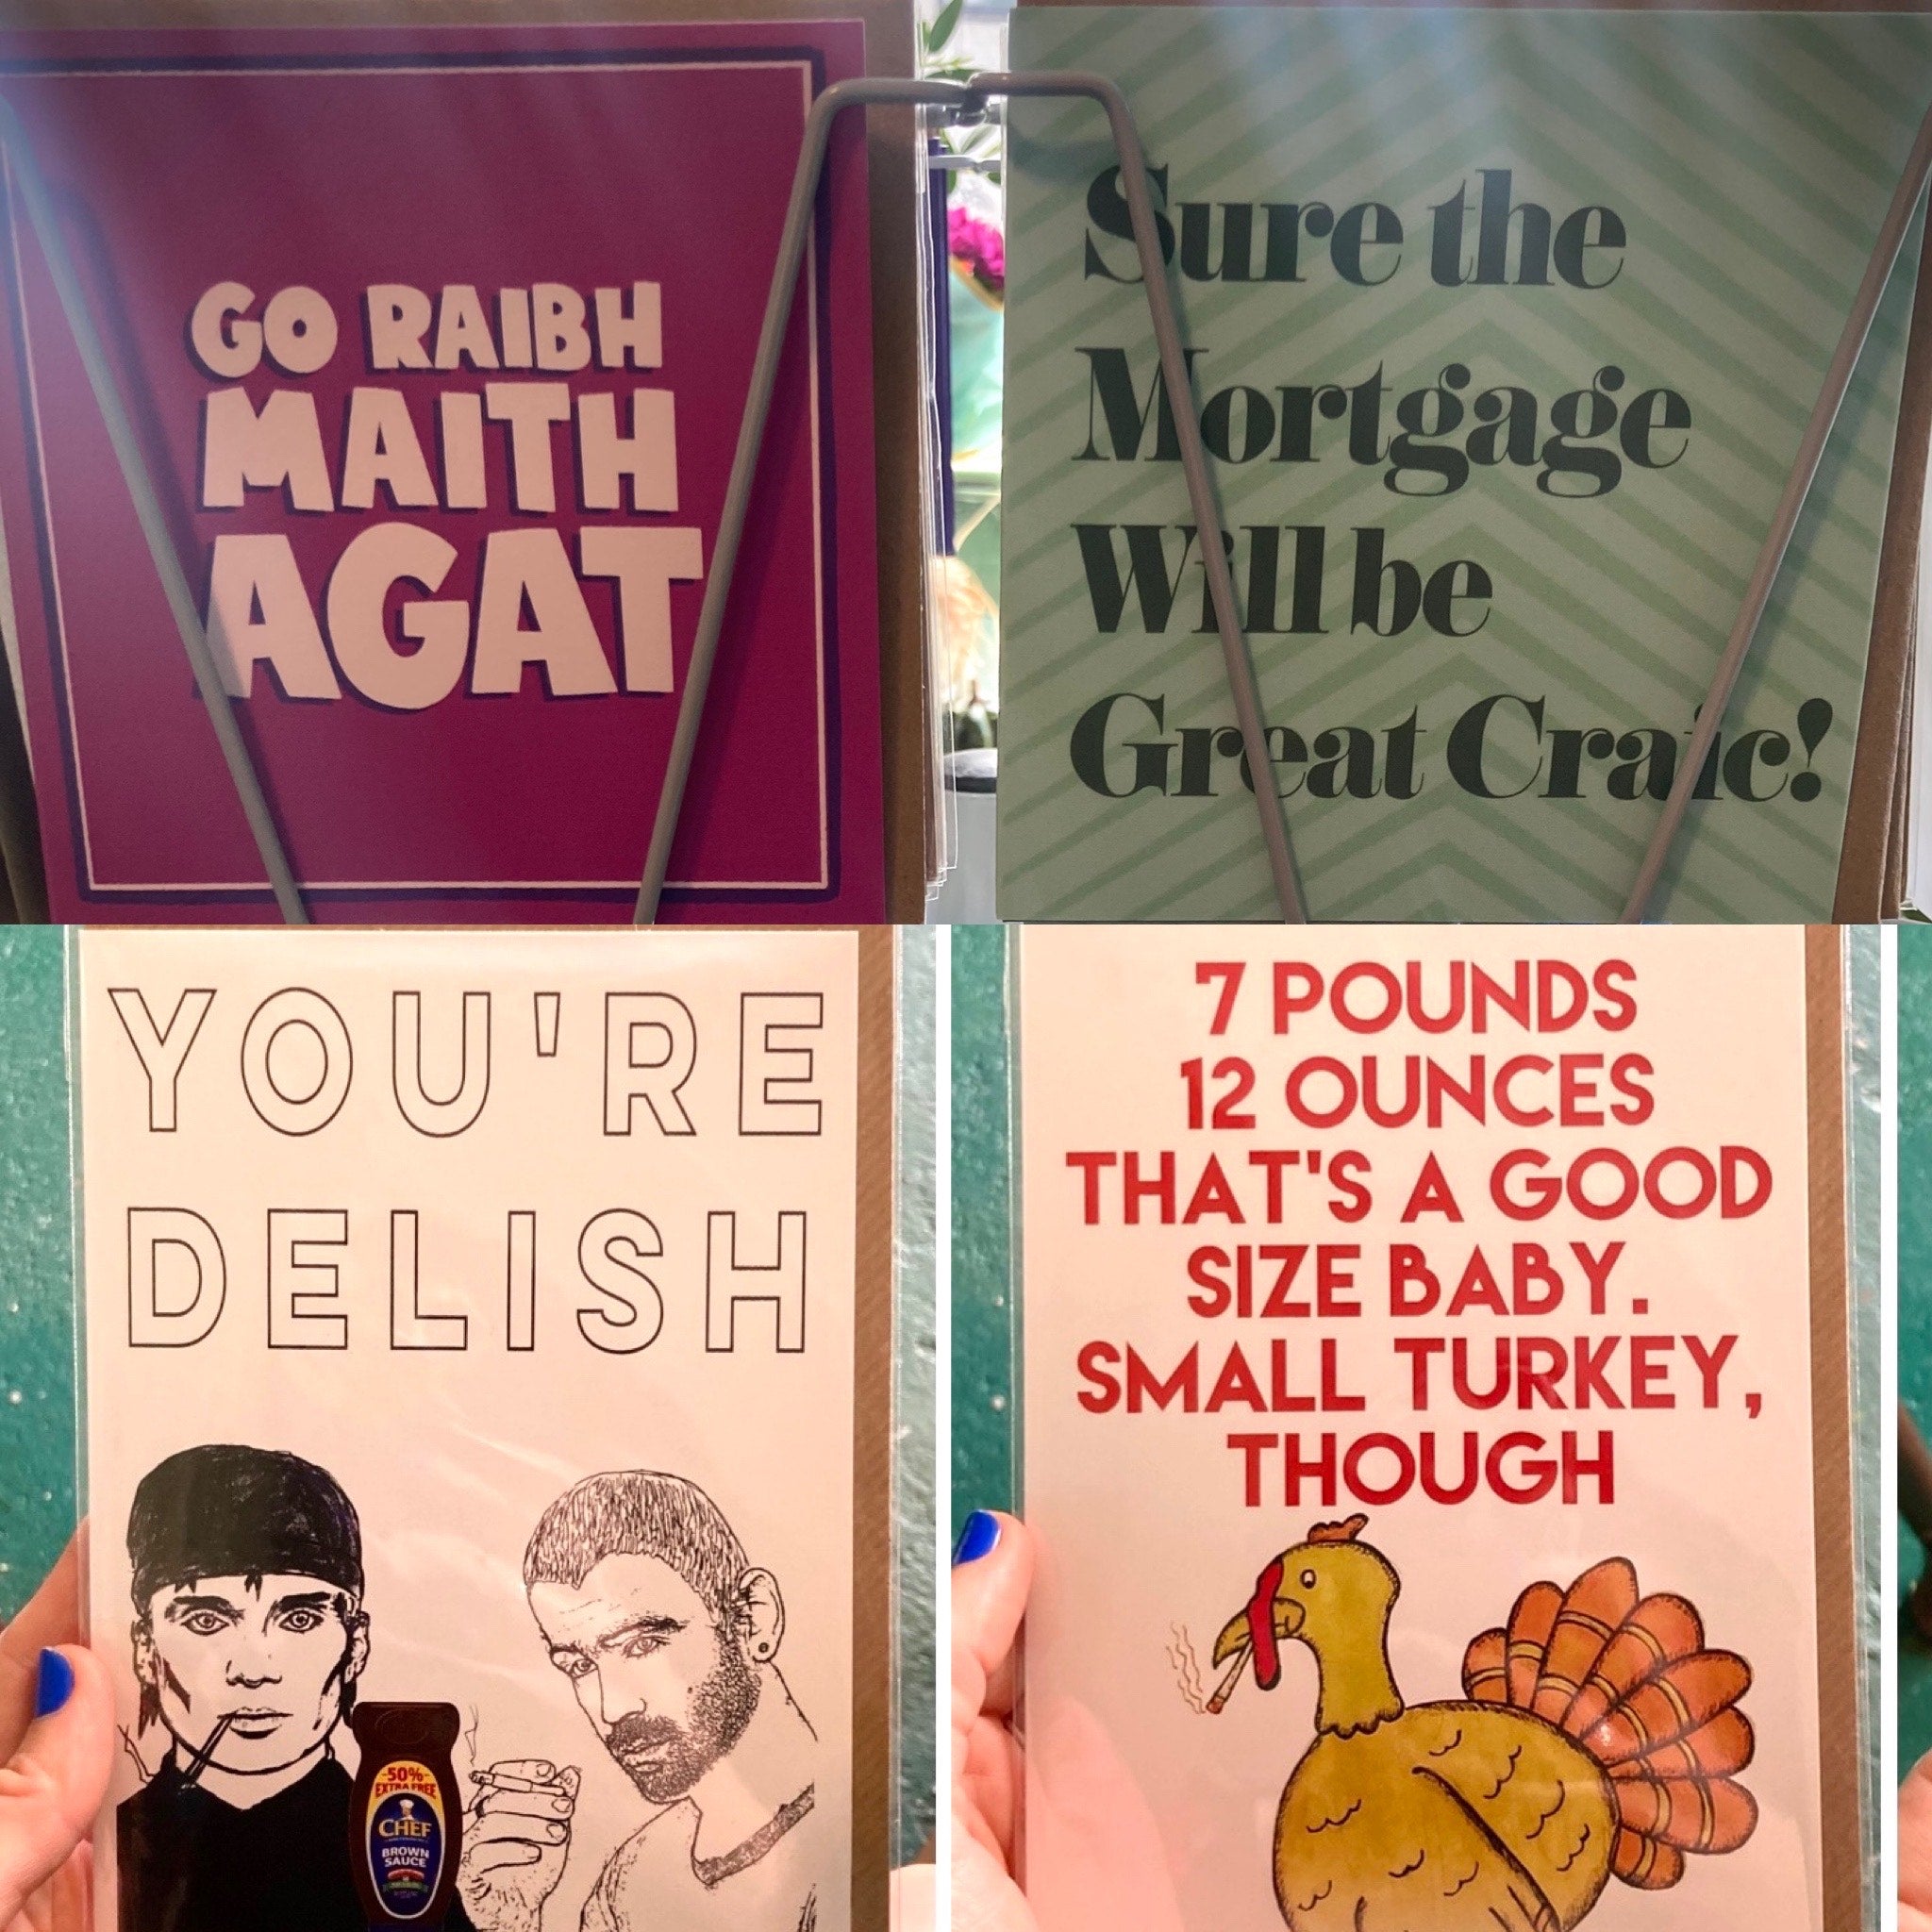 GO RAIBH
MAITH
AGAT
Sure the
Mortgage
Will be
Great Craic!
YOU'RE
DELISH
-50%-
EXTRA FREE
CHEF
BROWN
SAUCE
7 POUNDS
12 OUNCES
THAT'S A GOOD
SIZE BABY.
SMALL TURKEY,
THOUGH